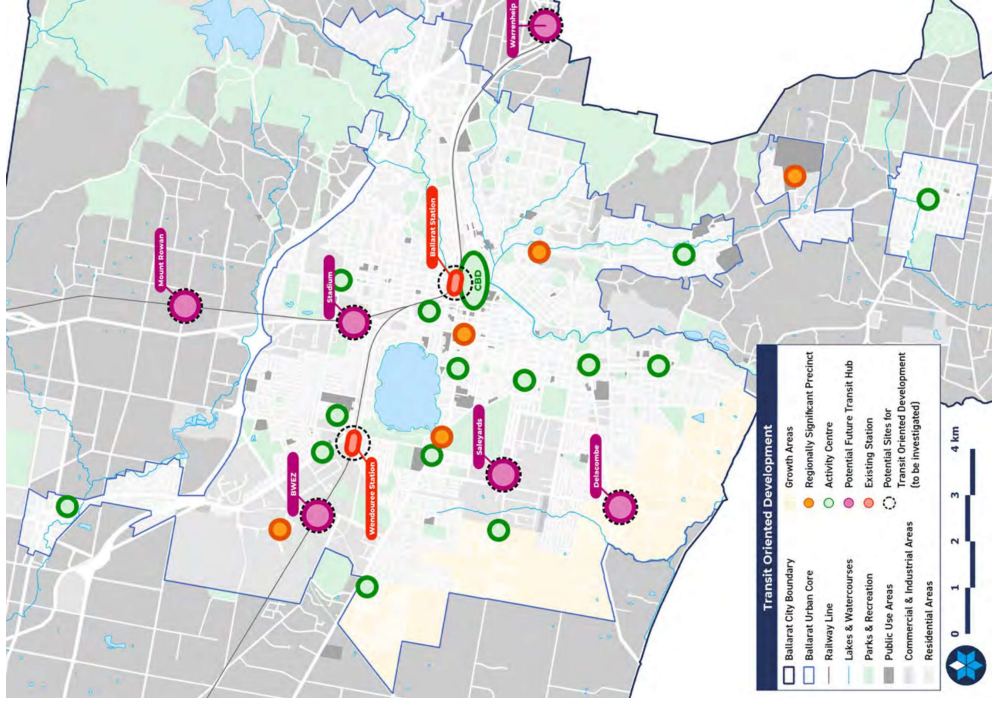 Warrenheip
Mount Rowan
Ballarat Station
Stadium
CBD
BWEZ
Wendouree Station
Saleyards
Delacombe
Transit Oriented Development
Ballarat City Boundary
Ballarat Urban Core
Railway Line
Lakes & Watercourses
Parks & Recreation
Public Use Areas
Commercial & Industrial Areas
Residential Areas
Growth Areas
Regionally Significant Precinct
Activity Centre
Potential Future Transit Hub
Existing Station
Potential Sites for
Transit Oriented Development
(to be investigated)
0 1 2 3 4 km